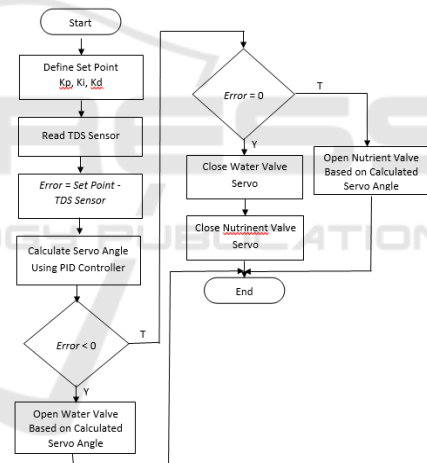 Start
Define Set Point
Kp, Ki, Kd
Read TDS Sensor
Error = Set Point -
TDS Sensor
Calculate Servo Angle
Using PID Controller
Error < 0
T
Y
Open Water Valve
Based on Calculated
Servo Angle
Error = 0
T
Y
Close Water Valve
Servo
Close Nutrinent Valve
Servo
Open Nutrient Valve
Based on Calculated
Servo Angle
End